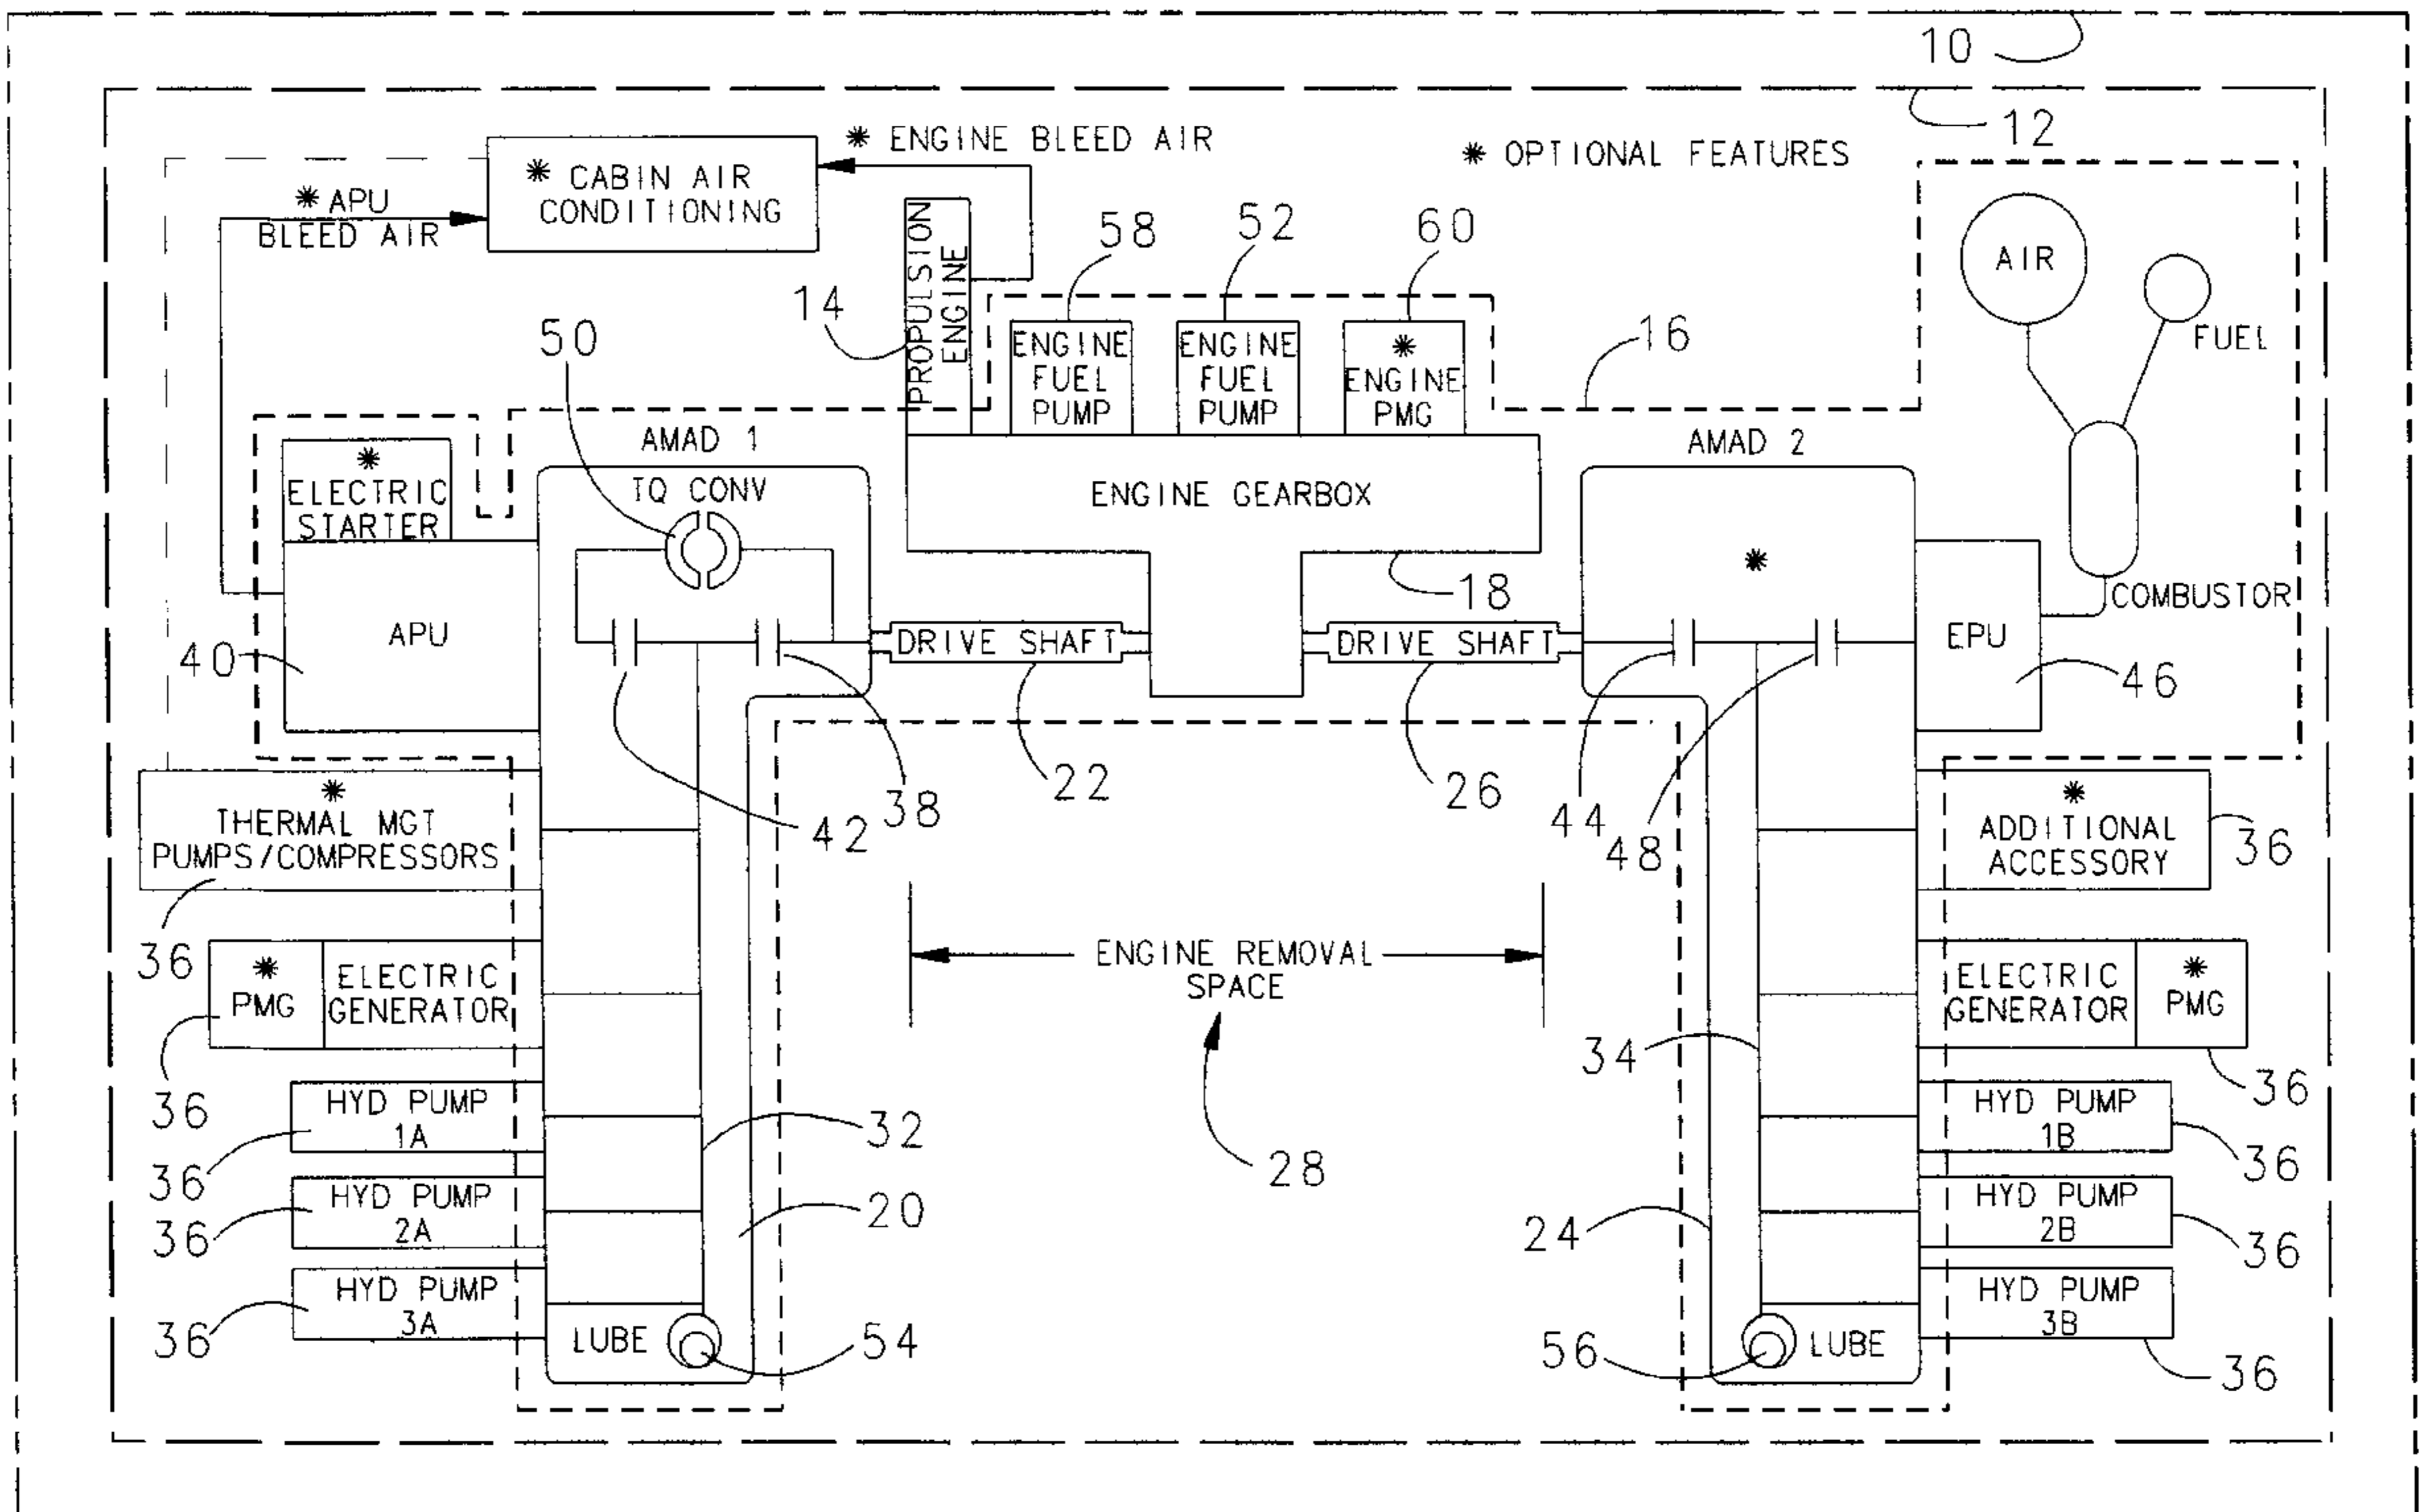 10
12
✱ ENGINE BLEED AIR
✱ OPTIONAL FEATURES
✱ CABIN AIR
CONDITIONING
✱ APU
BLEED AIR
PROPULSION
ENGINE
14
58
52
60
AIR
FUEL
16
50
ENGINE
FUEL
PUMP
ENGINE
FUEL
PUMP
✱
ENGINE
PMG
AMAD 1
AMAD 2
✱
ELECTRIC
STARTER
TQ CONV
ENGINE GEARBOX
✱
18
COMBUSTOR
APU
DRIVE SHAFT
DRIVE SHAFT
EPU
40
46
22
26
38
42
44
48
✱
THERMAL MGT
PUMPS/COMPRESSORS
✱
ADDITIONAL
ACCESSORY
36
36
✱
PMG
ELECTRIC
GENERATOR
ENGINE REMOVAL
SPACE
ELECTRIC
GENERATOR
✱
PMG
34
36
36
HYD PUMP
1A
32
28
HYD PUMP
1B
36
36
HYD PUMP
2A
36
20
24
HYD PUMP
2B
36
HYD PUMP
3A
36
LUBE
54
56
LUBE
HYD PUMP
3B
36